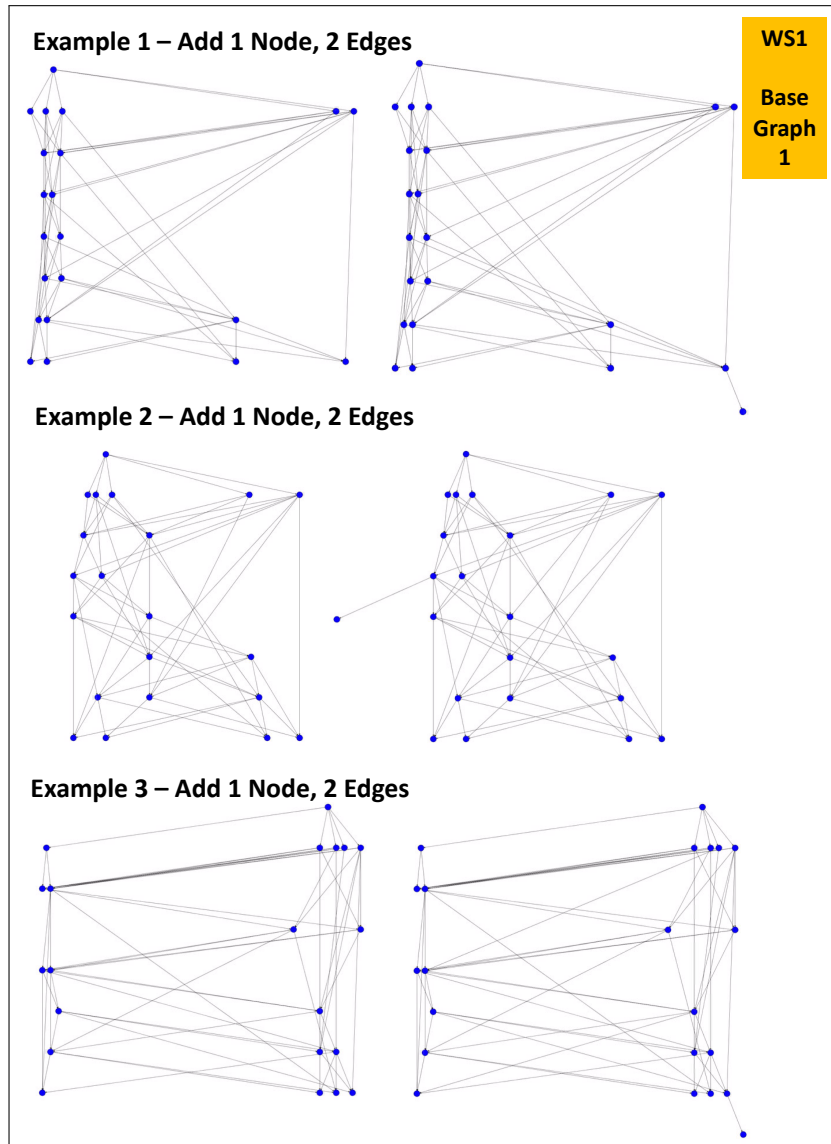 Example 1 – Add 1 Node, 2 Edges
WS1
Base
Graph
1
Example 2 – Add 1 Node, 2 Edges
Example 3 – Add 1 Node, 2 Edges